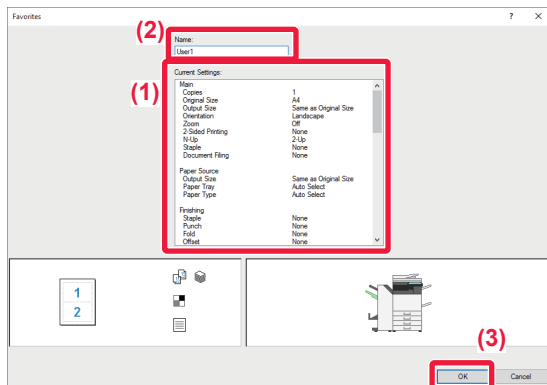 Favorites ? ×
(2)
Name:
User1
(1)
Current Settings:
Main
Copies 1
Original Size A4
Output Size Same as Original Size
Orientation Landscape
Zoom Off
2-Sided Printing None
N-Up 2-Up
Staple None
Document Filing None
Paper Source
Output Size Same as Original Size
Paper Tray Auto Select
Paper Type Auto Select
Finishing
Staple None
Punch None
Fold None
Offset None
1
2
(3)
OK Cancel